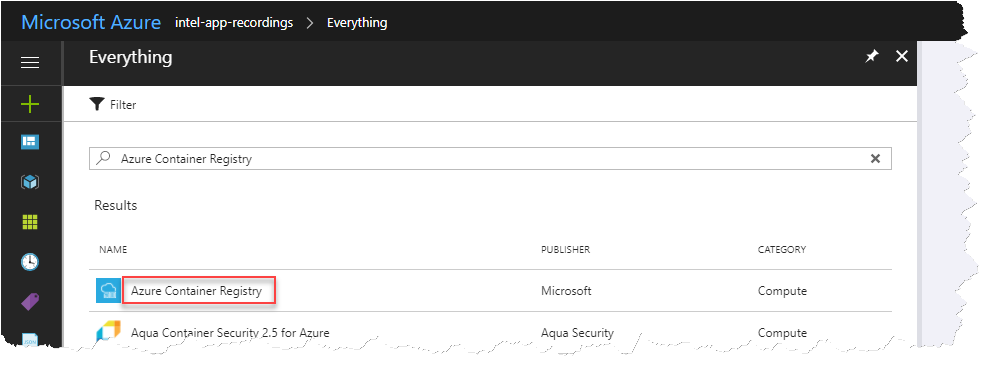 Microsoft Azure intel-app-recordings > Everything
Everything
Filter
Azure Container Registry
Results
NAME PUBLISHER CATEGORY
Azure Container Registry Microsoft Compute
Aqua Container Security 2.5 for Azure Aqua Security Compute